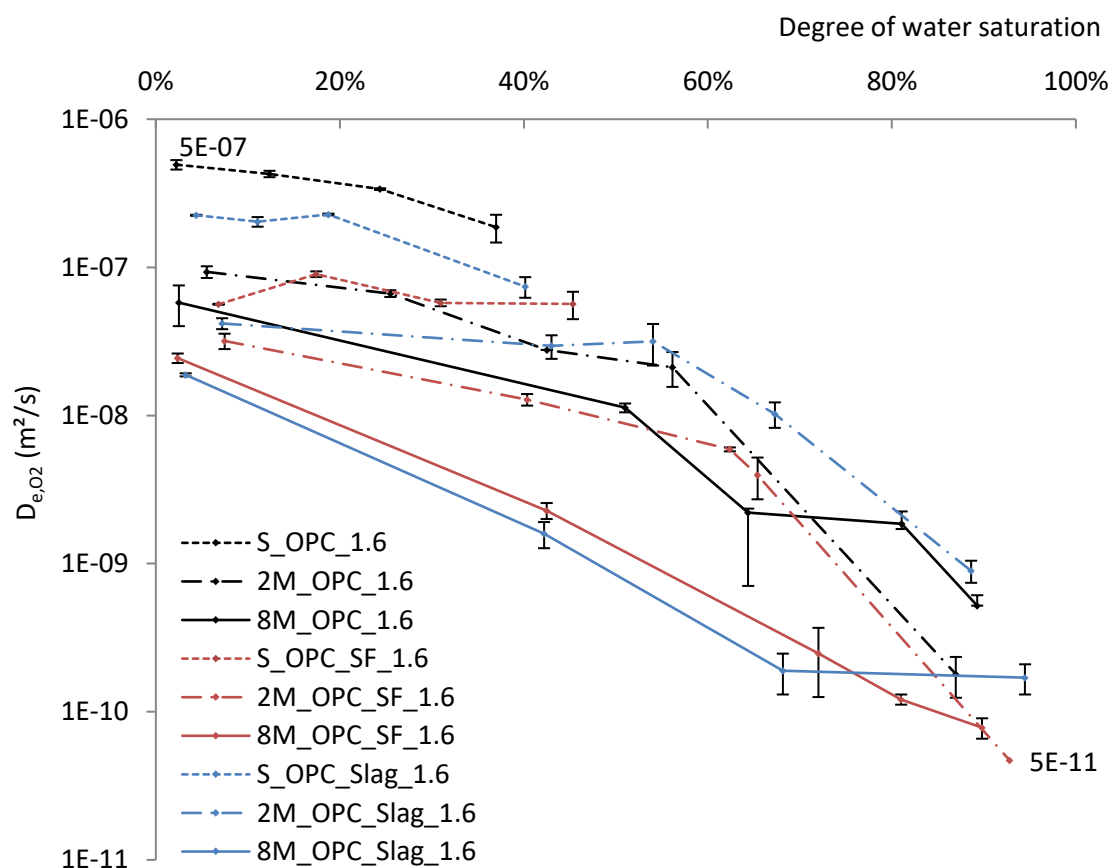 Degree of water saturation
0% 20% 40% 60% 80% 100%
1E-06
5E-07
1E-07
1E-08
1E-09
1E-10
1E-11
De,O2 (m²/s)
S_OPC_1.6
2M_OPC_1.6
8M_OPC_1.6
S_OPC_SF_1.6
2M_OPC_SF_1.6
8M_OPC_SF_1.6
S_OPC_Slag_1.6
2M_OPC_Slag_1.6
8M_OPC_Slag_1.6
5E-11